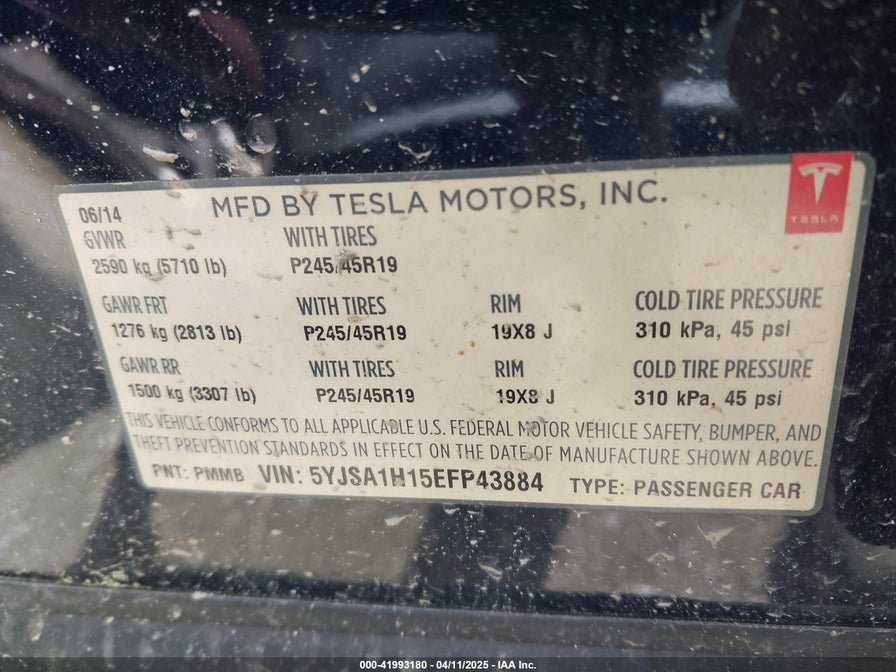 06/14 MFD BY TESLA MOTORS, INC.
TESLA
GVWR WITH TIRES
2590 kg (5710 lb) P245/45R19
GAWR FRT WITH TIRES RIM COLD TIRE PRESSURE
1276 kg (2813 lb) P245/45R19 19X8 J 310 kPa, 45 psi
GAWR RR WITH TIRES RIM COLD TIRE PRESSURE
1500 kg (3307 lb) P245/45R19 19X8 J 310 kPa, 45 psi
THIS VEHICLE CONFORMS TO ALL APPLICABLE U.S. FEDERAL MOTOR VEHICLE SAFETY, BUMPER, AND
THEFT PREVENTION STANDARDS IN EFFECT ON THE DATE OF MANUFACTURE SHOWN ABOVE.
PNT: PMMB VIN: 5YJSA1H15EFP43884 TYPE: PASSENGER CAR
000-41993180 - 04/11/2025 - IAA Inc.